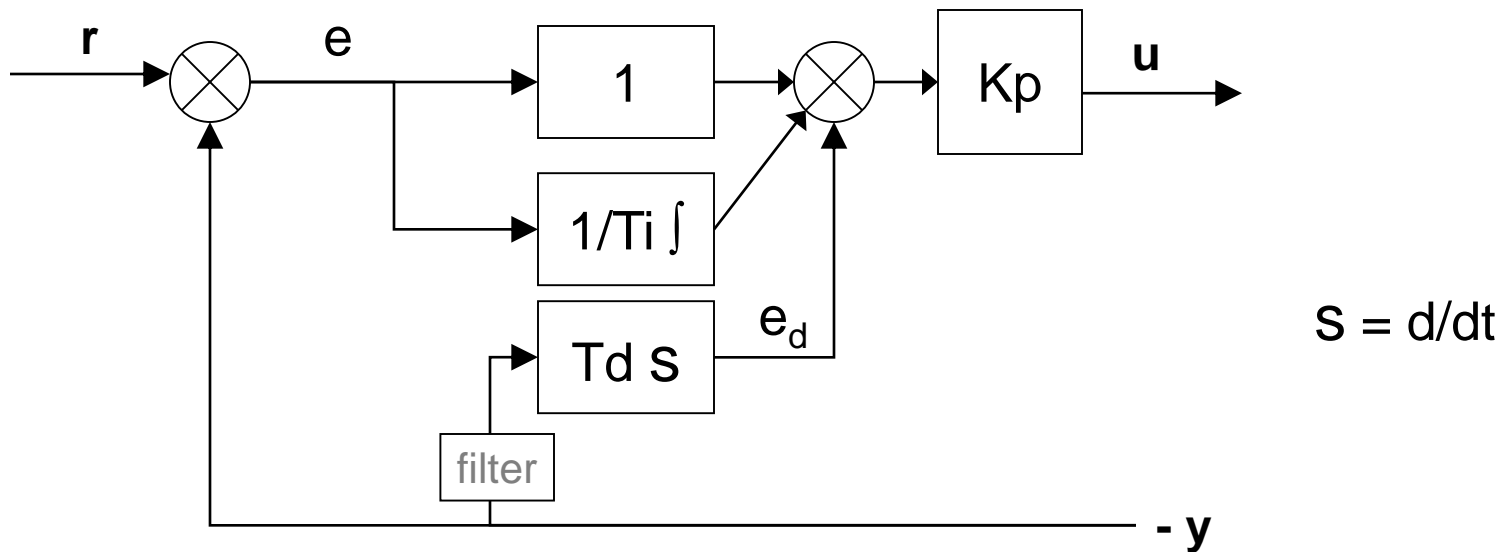 r
e
1
Kp
u
1/Ti ∫
e_d
Td s
s = d/dt
filter
- y